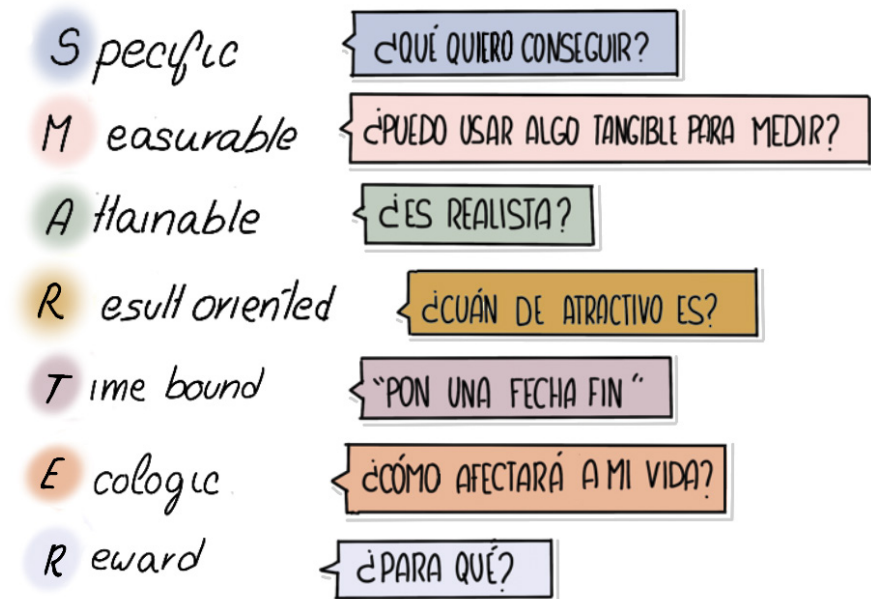 Specific ¿QUÉ QUIERO CONSEGUIR?
Measurable ¿PUEDO USAR ALGO TANGIBLE PARA MEDIR?
Attainable ¿ES REALISTA?
Result oriented ¿CUÁN DE ATRACTIVO ES?
Time bound "PON UNA FECHA FIN"
Ecologic ¿CÓMO AFECTARÁ A MI VIDA?
Reward ¿PARA QUÉ?